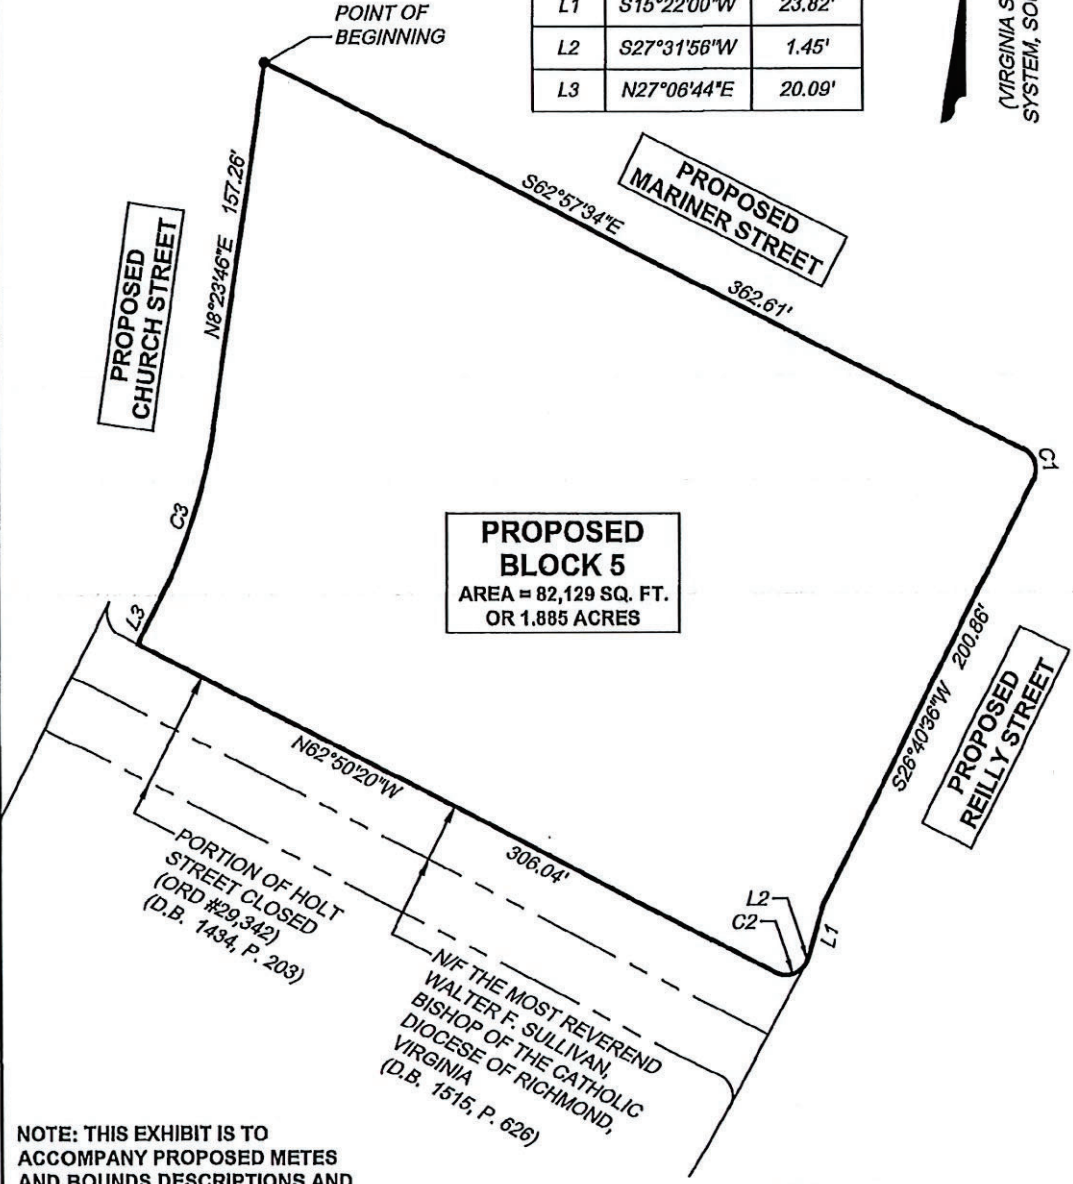 POINT OF
BEGINNING
L1 S15°22'00"W 23.82'
L2 S27°31'56"W 1.45'
L3 N27°06'44"E 20.09'
(VIRGINIA S
SYSTEM, SO
PROPOSED
MARINER STREET
S62°57'34"E
362.61'
N8°23'46"E 157.26'
PROPOSED
CHURCH STREET
C1
C3
L3
PROPOSED
BLOCK 5
AREA = 82,129 SQ. FT.
OR 1.885 ACRES
S26°40'36"W 200.86'
PROPOSED
REILLY STREET
N62°50'20"W
306.04'
L2
C2
L1
PORTION OF HOLT
STREET CLOSED
(ORD #29,342)
(D.B. 1434, P. 203)
N/F THE MOST REVEREND
WALTER F. SULLIVAN,
BISHOP OF THE CATHOLIC
DIOCESE OF RICHMOND,
VIRGINIA
(D.B. 1515, P. 626)
NOTE: THIS EXHIBIT IS TO
ACCOMPANY PROPOSED METES
AND BOUNDS DESCRIPTIONS AND